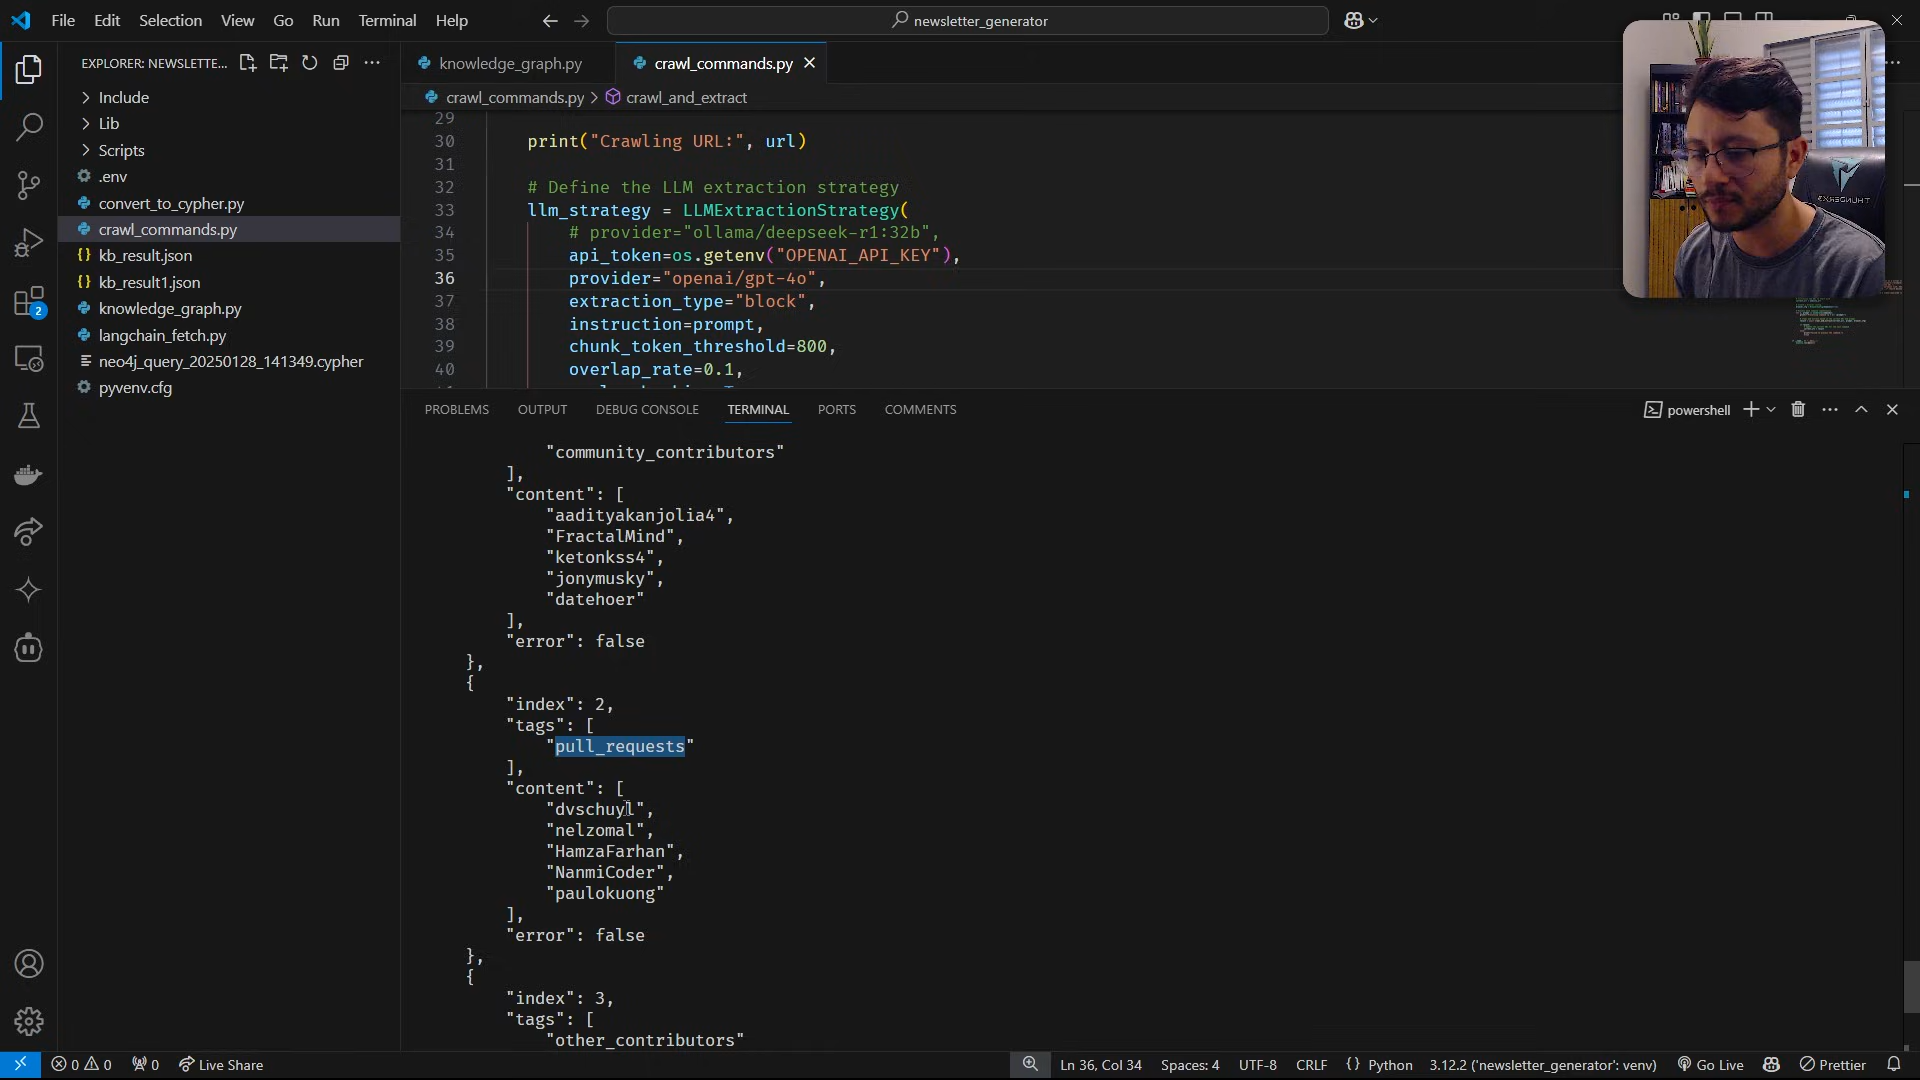 File Edit Selection View Go Run Terminal Help
newsletter_generator
EXPLORER: NEWSLETTE...
Include
Lib
Scripts
.env
convert_to_cypher.py
crawl_commands.py
kb_result.json
kb_result1.json
knowledge_graph.py
langchain_fetch.py
neo4j_query_20250128_141349.cypher
pyvenv.cfg
2
knowledge_graph.py
crawl_commands.py
crawl_commands.py > crawl_and_extract
29
30 print("Crawling URL:", url)
31
32 # Define the LLM extraction strategy
33 llm_strategy = LLMExtractionStrategy(
34 # provider="ollama/deepseek-r1:32b",
35 api_token=os.getenv("OPENAI_API_KEY"),
36 provider="openai/gpt-4o",
37 extraction_type="block",
38 instruction=prompt,
39 chunk_token_threshold=800,
40 overlap_rate=0.1,
PROBLEMS OUTPUT DEBUG CONSOLE TERMINAL PORTS COMMENTS
powershell
"community_contributors"
],
"content": [
"aadityakanjolia4",
"FractalMind",
"ketonkss4",
"jonymusky",
"datehoer"
],
"error": false
},
{
"index": 2,
"tags": [
"pull_requests"
],
"content": [
"dvschuyl",
"nelzomal",
"HamzaFarhan",
"NanmiCoder",
"paulokuong"
],
"error": false
},
{
"index": 3,
"tags": [
"other_contributors"
0 0 0 Live Share
Ln 36, Col 34 Spaces: 4 UTF-8 CRLF {} Python 3.12.2 ('newsletter_generator': venv) Go Live Prettier